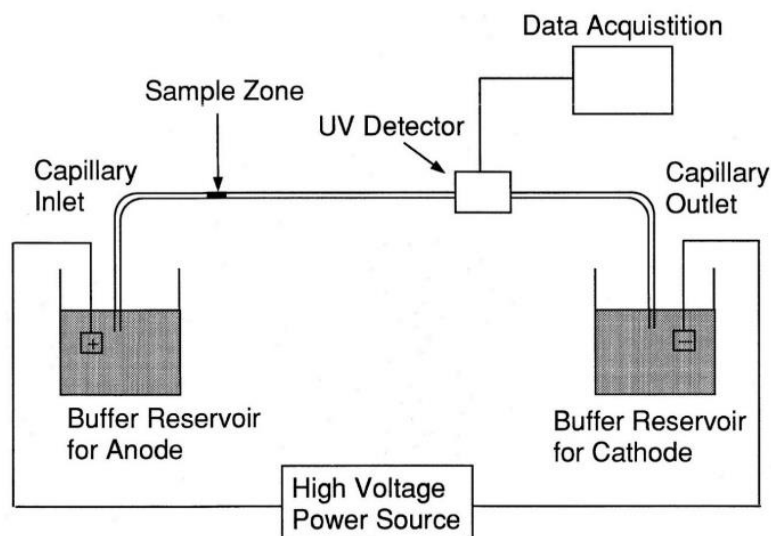 Data Acquistition
Sample Zone
UV Detector
Capillary
Inlet
Capillary
Outlet
+
−
Buffer Reservoir
for Anode
Buffer Reservoir
for Cathode
High Voltage
Power Source